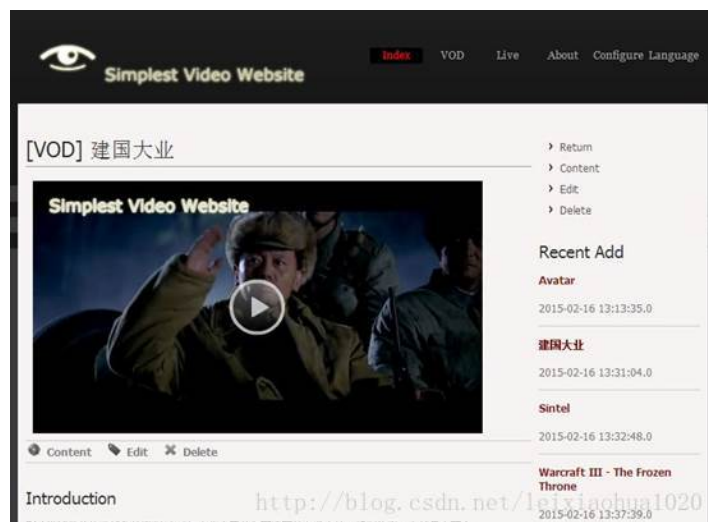 Simplest Video Website
Index VOD Live About Configure Language
[VOD] 建国大业
Simplest Video Website
Content Edit Delete
Introduction
Return
Content
Edit
Delete
Recent Add
Avatar
2015-02-16 13:13:35.0
建国大业
2015-02-16 13:31:04.0
Sintel
2015-02-16 13:32:48.0
Warcraft III - The Frozen
Throne
2015-02-16 13:37:39.0
http://blog.csdn.net/leixiaohua1020